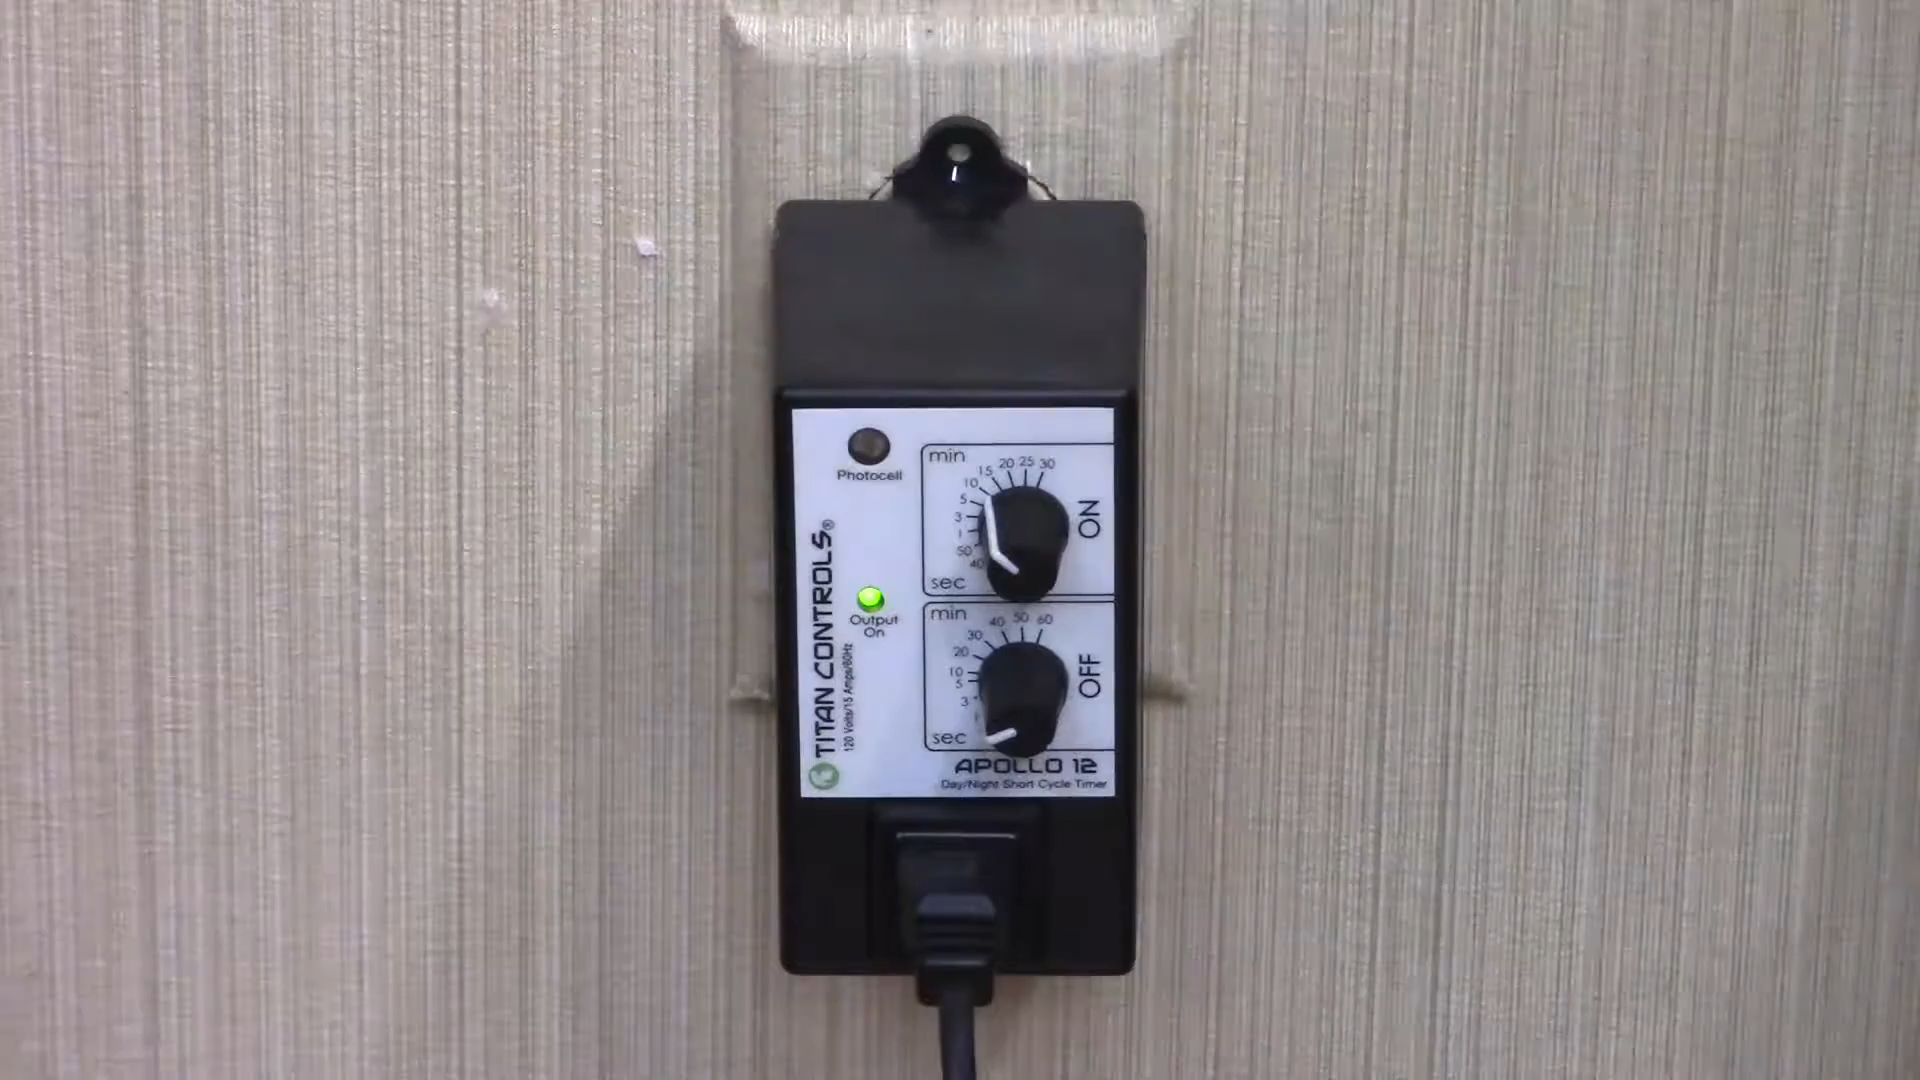 Photocell
min
10 15 20 25 30
5
3
1
50
40
sec
ON
Output
On
min
20 30 40 50 60
10
5
3
1
sec
OFF
TITAN CONTROLS®
120 Volts/15 Amps/60Hz
APOLLO 12
Day/Night Short Cycle Timer